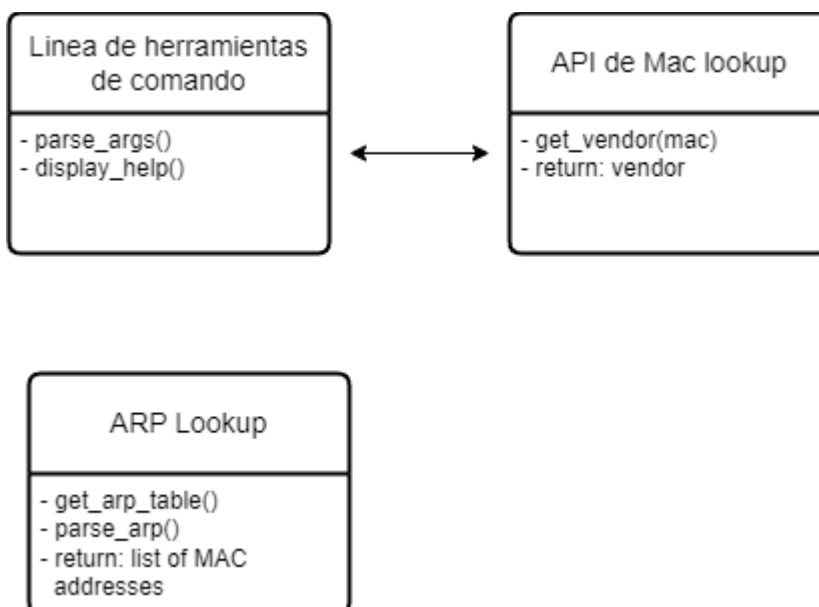 Linea de herramientas
de comando
- parse_args()
- display_help()
API de Mac lookup
- get_vendor(mac)
- return: vendor
ARP Lookup
- get_arp_table()
- parse_arp()
- return: list of MAC
addresses